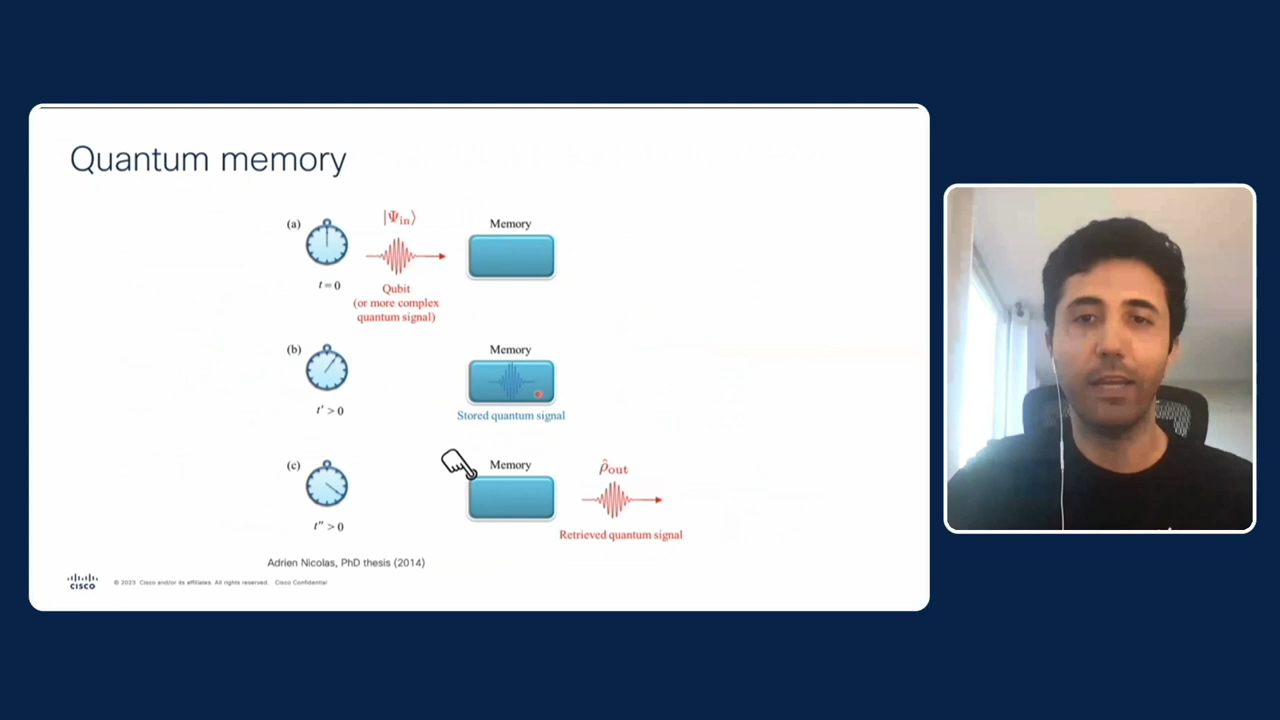 Quantum memory
(a)
|Ψin⟩
Memory
t = 0
Qubit
(or more complex
quantum signal)
(b)
Memory
t' > 0
Stored quantum signal
(c)
Memory
ρ̂out
t'' > 0
Retrieved quantum signal
Adrien Nicolas, PhD thesis (2014)
CISCO
© 2023 Cisco and/or its affiliates. All rights reserved. Cisco Confidential